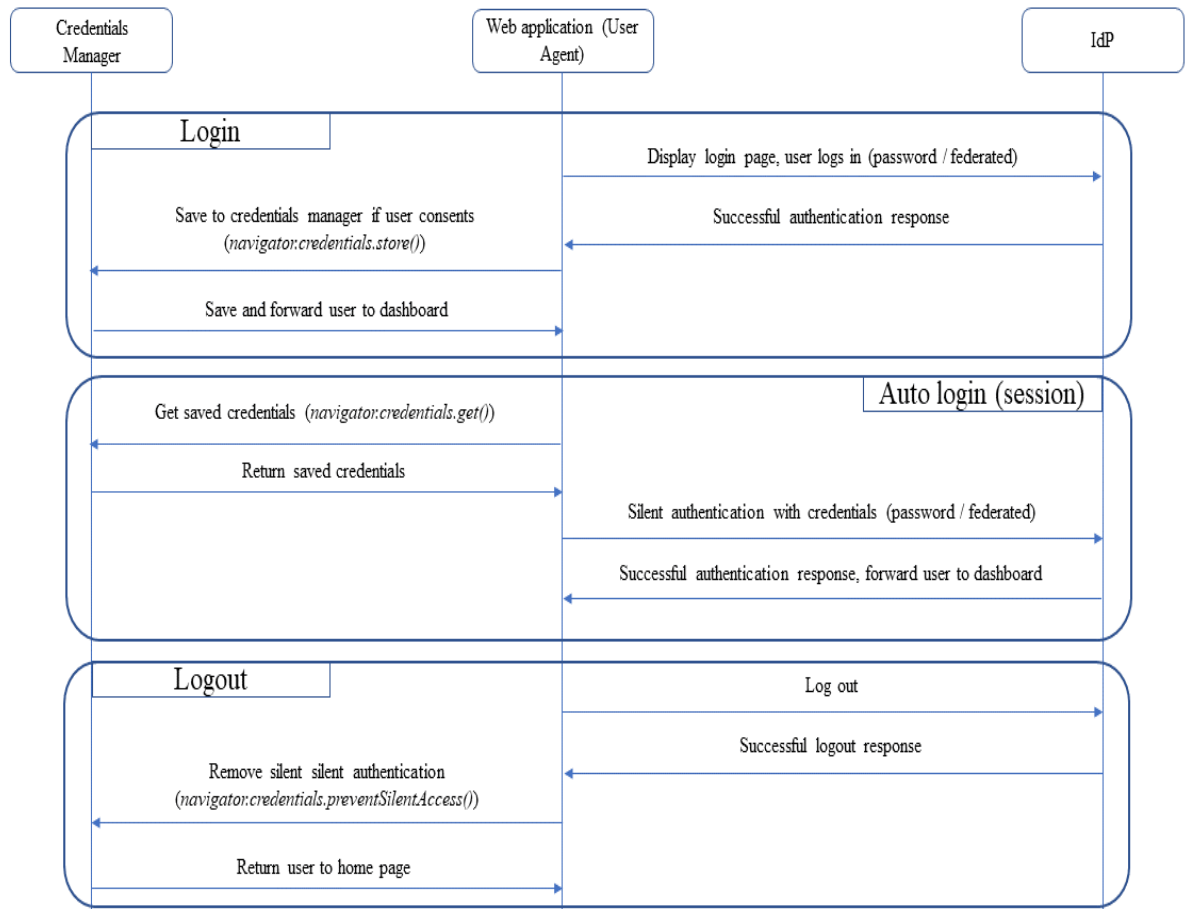 Credentials
Manager
Web application (User
Agent)
IdP
Login
Display login page, user logs in (password / federated)
Save to credentials manager if user consents
(navigator.credentials.store())
Successful authentication response
Save and forward user to dashboard
Auto login (session)
Get saved credentials (navigator.credentials.get())
Return saved credentials
Silent authentication with credentials (password / federated)
Successful authentication response, forward user to dashboard
Logout
Log out
Successful logout response
Remove silent silent authentication
(navigator.credentials.preventSilentAccess())
Return user to home page